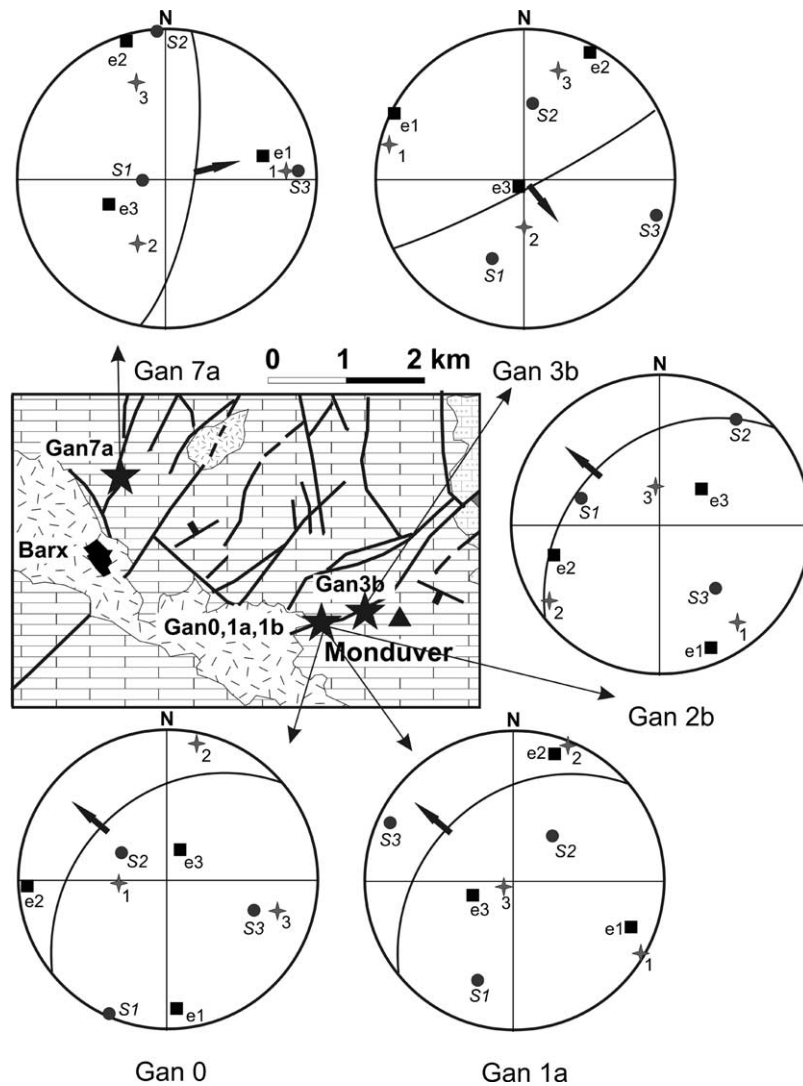 N
S2
e2
3
S1
e1
1
S3
e3
2
Gan 7a
N
e2
3
e1
S2
1
e3
S3
2
S1
Gan 3b
0 1 2 km
Gan7a
Barx
Gan3b
Gan0,1a,1b
Monduver
N
S2
3
S1
e3
e2
2
S3
1
e1
Gan 2b
N
2
S2
e3
1
e2
S3
3
S1
e1
Gan 0
N
e2
2
S3
S2
e3
3
e1
1
S1
Gan 1a